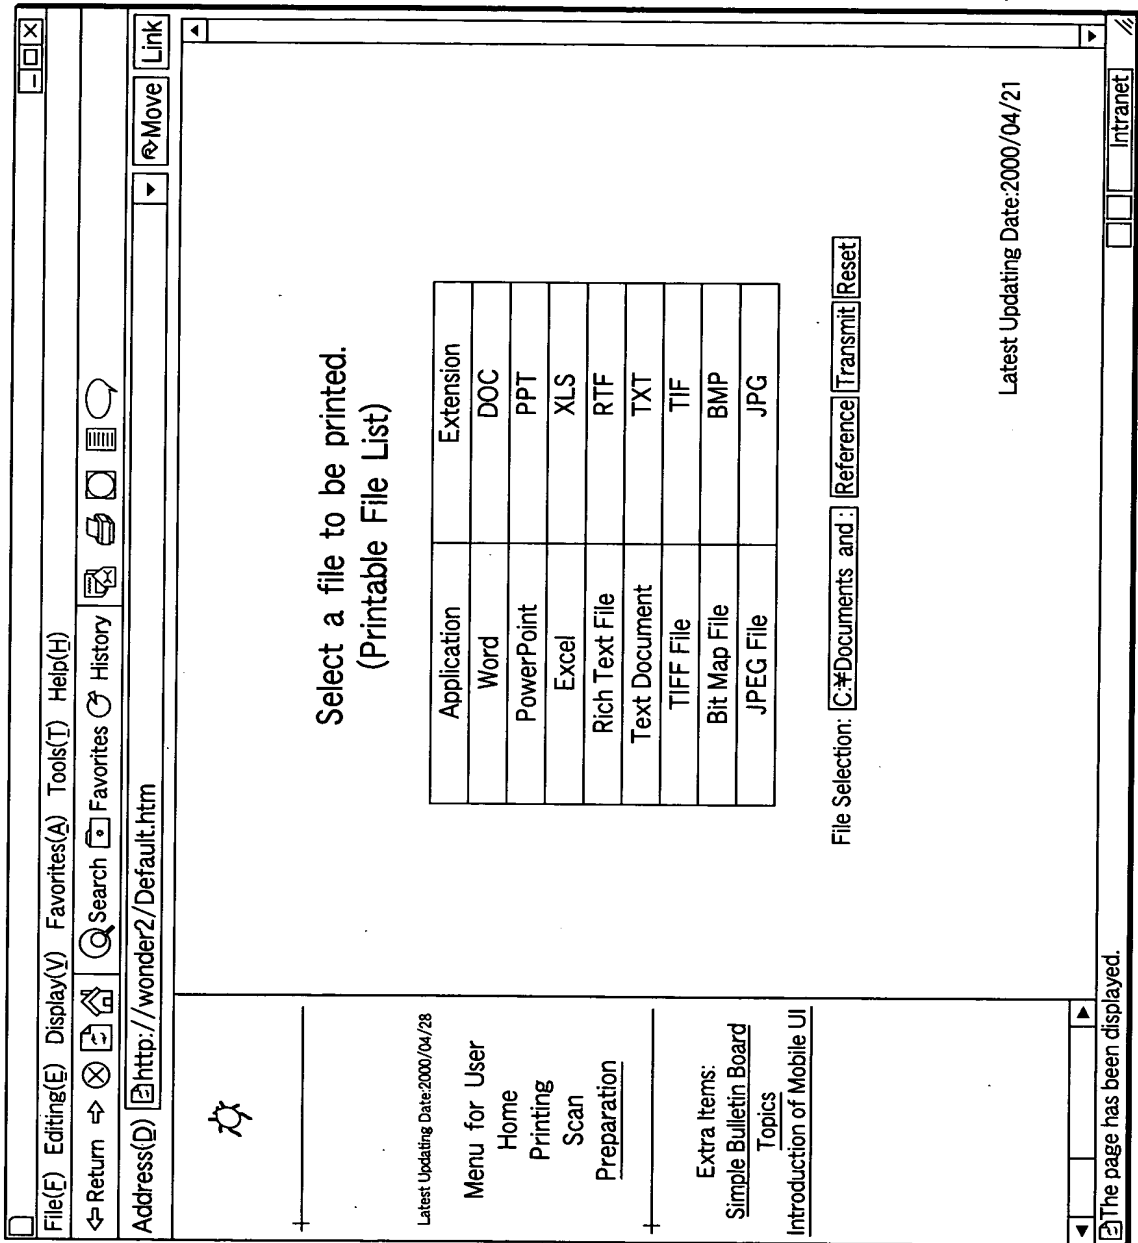 File(F) Editing(E) Display(V) Favorites(A) Tools(T) Help(H)
Return Search Favorites History
Address(D) http://wonder2/Default.htm Move Link
Latest Updating Date:2000/04/28
Menu for User
Home
Printing
Scan
Preparation
Extra Items:
Simple Bulletin Board
Topics
Introduction of Mobile UI
Select a file to be printed.
(Printable File List)
Application Extension
Word DOC
PowerPoint PPT
Excel XLS
Rich Text File RTF
Text Document TXT
TIFF File TIF
Bit Map File BMP
JPEG File JPG
File Selection: C:¥Documents and : Reference Transmit Reset
Latest Updating Date:2000/04/21
The page has been displayed. Intranet